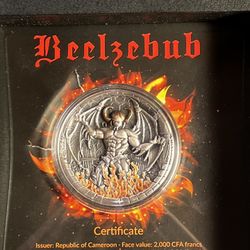 Beelzebub
Certificate
Issuer: Republic of Cameroon - Face value: 2,000 CFA francs